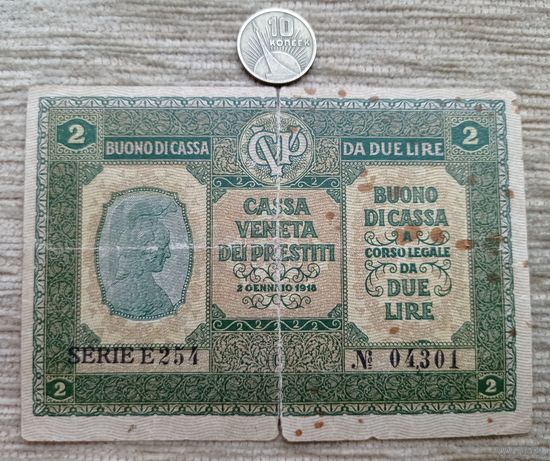 10
КОПЕЕК
2 BUONO DI CASSA CVP DA DUE LIRE 2
CASSA
VENETA
DEI PRESTITI
2 GENNAIO 1918
BUONO
DI CASSA
A
CORSO LEGALE
DA
DUE
LIRE
SERIE E 254
№ 04,301
2 2